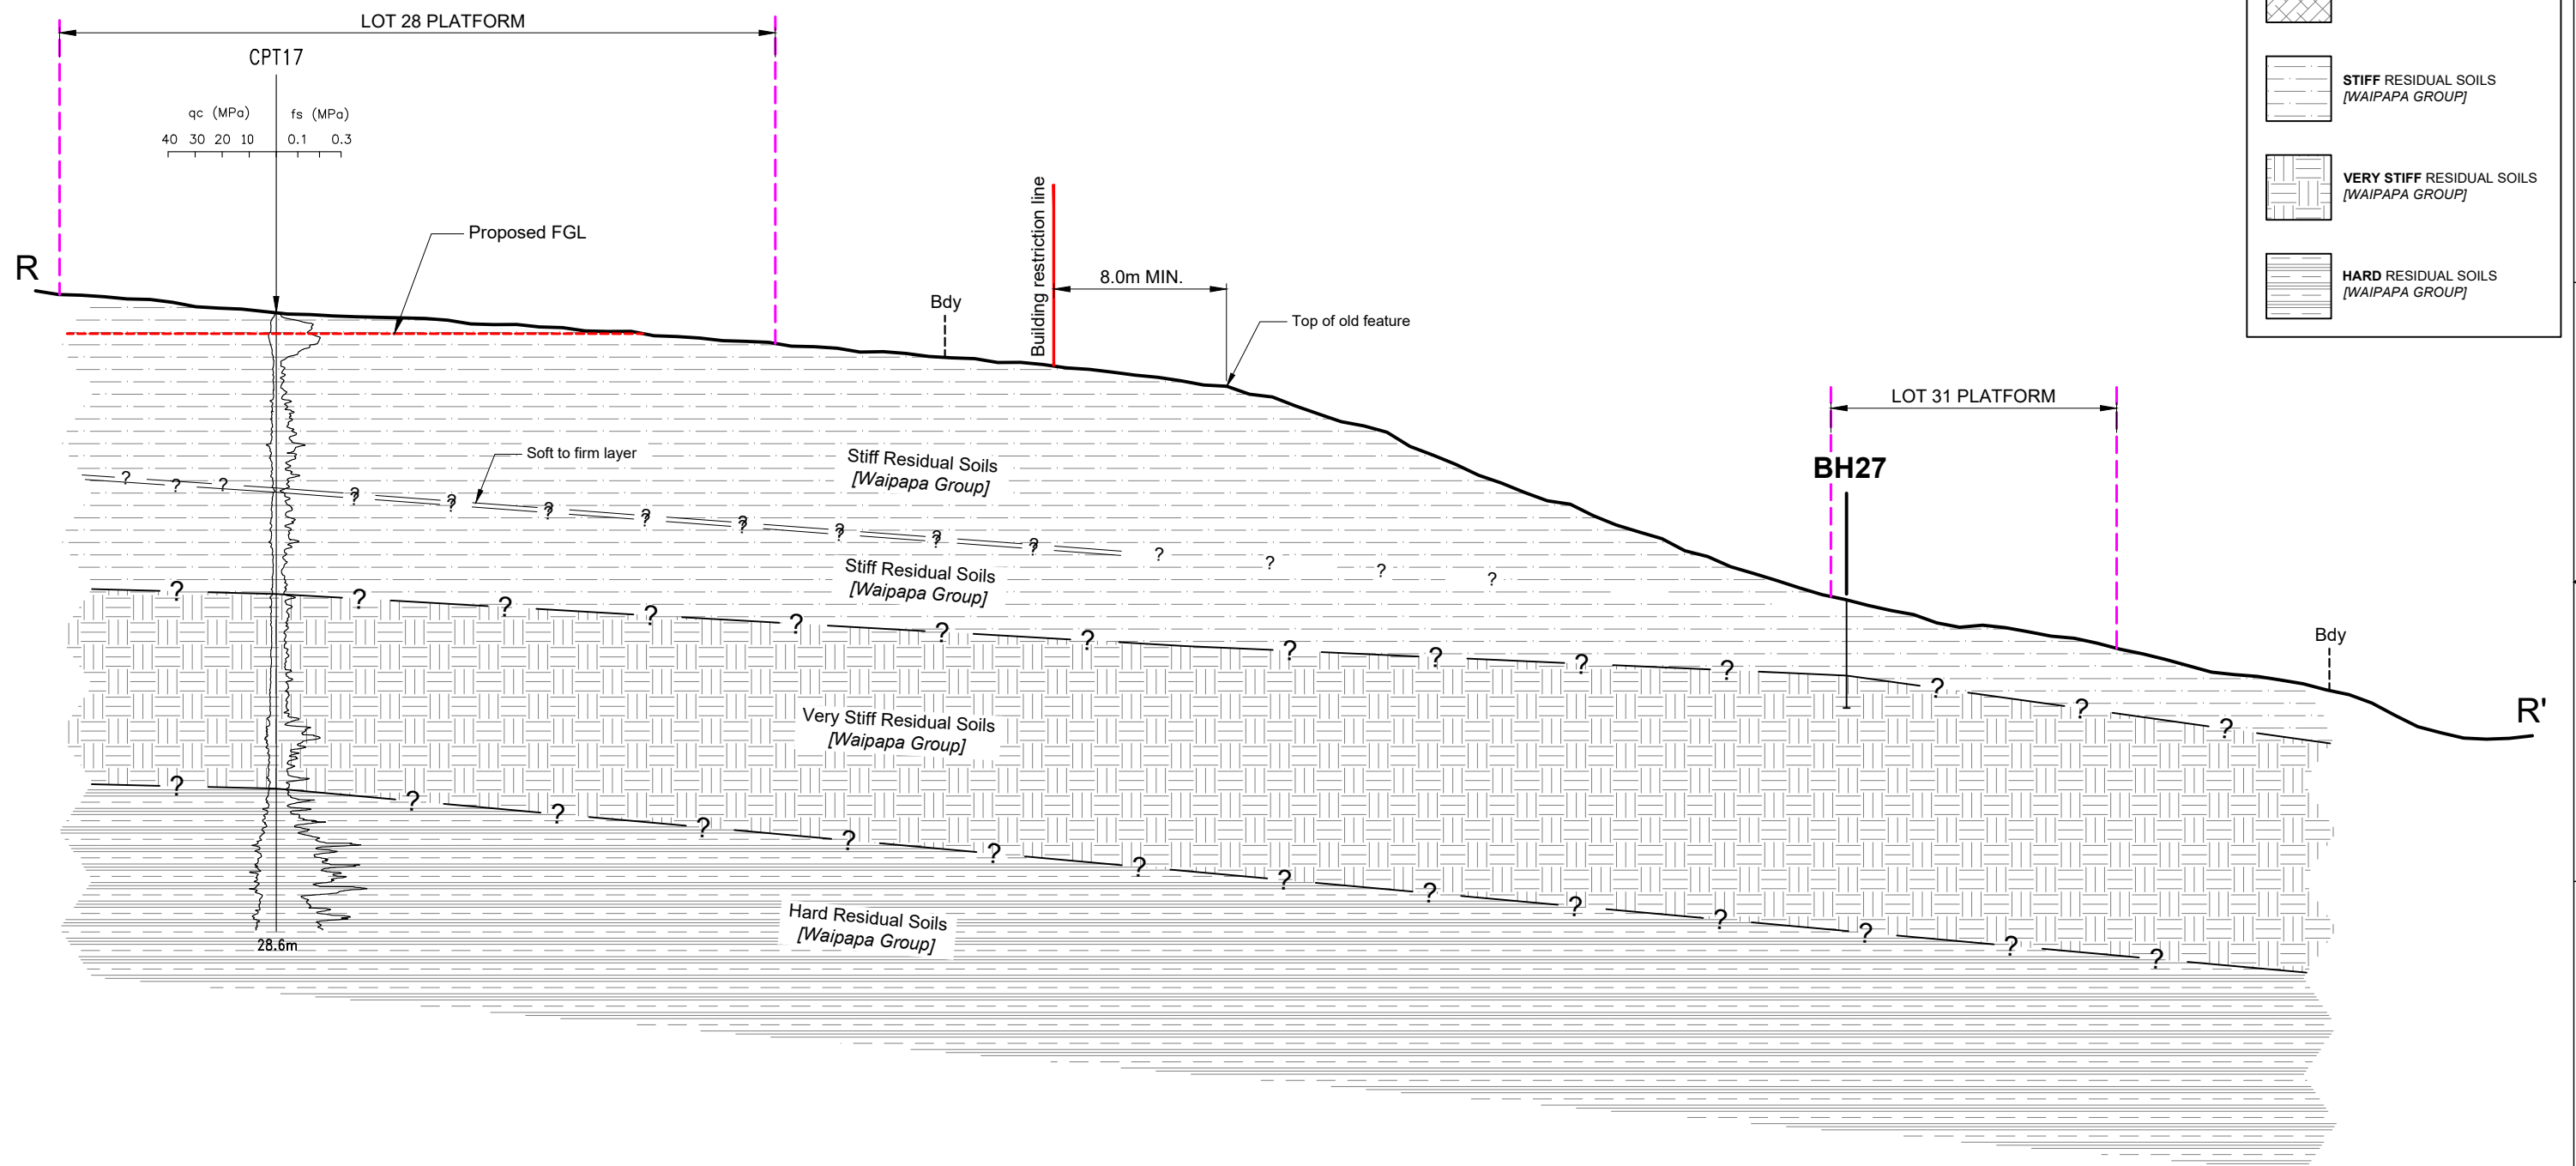 LOT 28 PLATFORM
CPT17
qc (MPa) fs (MPa)
40 30 20 10 0.1 0.3
Proposed FGL
R
Building restriction line
8.0m MIN.
Bdy
Top of old feature
STIFF RESIDUAL SOILS
[WAIPAPA GROUP]
VERY STIFF RESIDUAL SOILS
[WAIPAPA GROUP]
HARD RESIDUAL SOILS
[WAIPAPA GROUP]
LOT 31 PLATFORM
BH27
Soft to firm layer
Stiff Residual Soils
[Waipapa Group]
? ? ? ? ? ? ? ? ? ? ? ? ? ? ? ?
Stiff Residual Soils
[Waipapa Group]
? ? ? ? ? ? ? ? ? ? ? ? ? ?
Bdy
R'
Very Stiff Residual Soils
[Waipapa Group]
? ? ? ? ? ? ? ? ? ? ? ? ? ?
Hard Residual Soils
[Waipapa Group]
28.6m